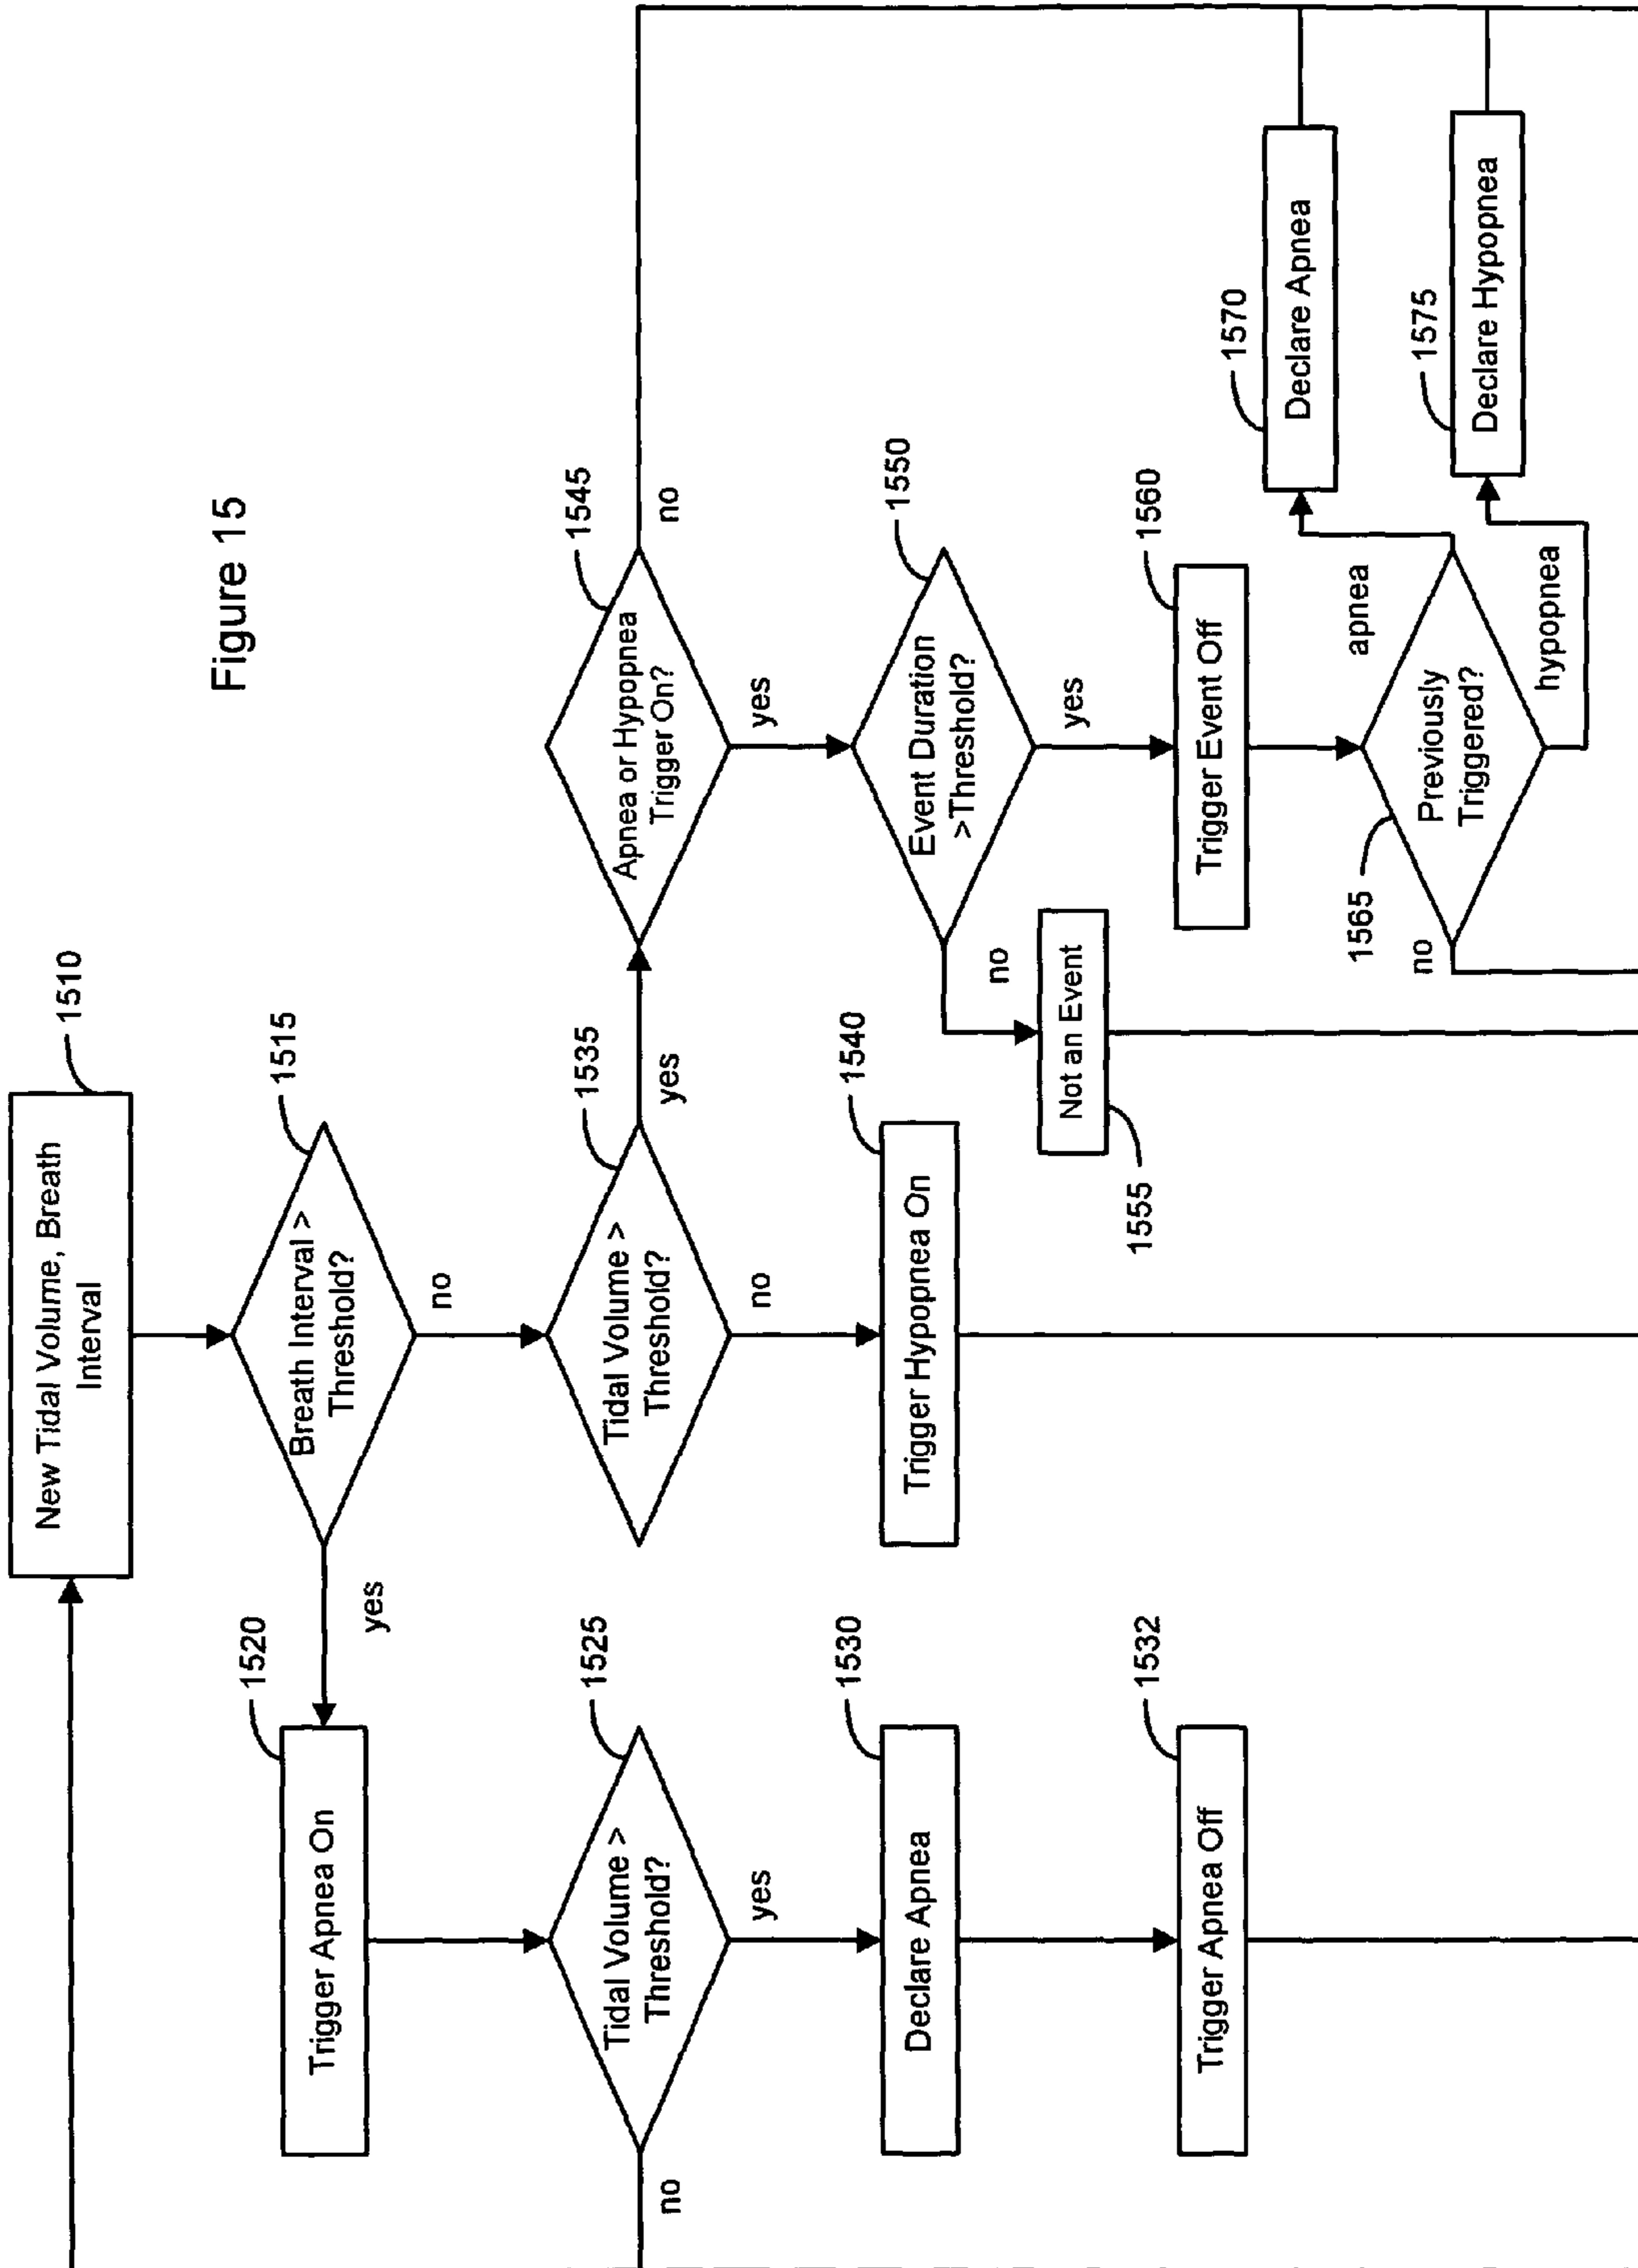 Figure 15
1510
New Tidal Volume, Breath
Interval
1515
Breath Interval >
Threshold?
yes
no
1520
Trigger Apnea On
1525
Tidal Volume >
Threshold?
no
yes
1530
Declare Apnea
1532
Trigger Apnea Off
1535
Tidal Volume >
Threshold?
yes
no
1540
Trigger Hypopnea On
1545
Apnea or Hypopnea
Trigger On?
no
yes
1550
Event Duration
>Threshold?
no
yes
1555
Not an Event
1560
Trigger Event Off
1565
Previously
Triggered?
no
apnea
hypopnea
1570
Declare Apnea
1575
Declare Hypopnea